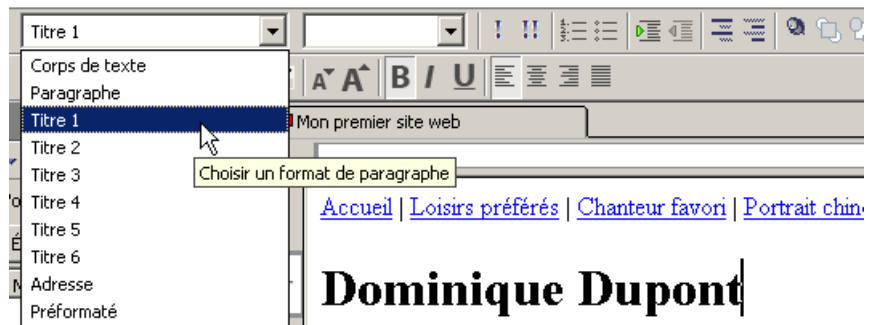 Titre 1
Corps de texte
Paragraphe
Titre 1
Titre 2
Titre 3
Titre 4
Titre 5
Titre 6
Adresse
Préformaté
! !!
A A B I U
Mon premier site web
Choisir un format de paragraphe
Accueil | Loisirs préférés | Chanteur favori | Portrait chin
Dominique Dupont